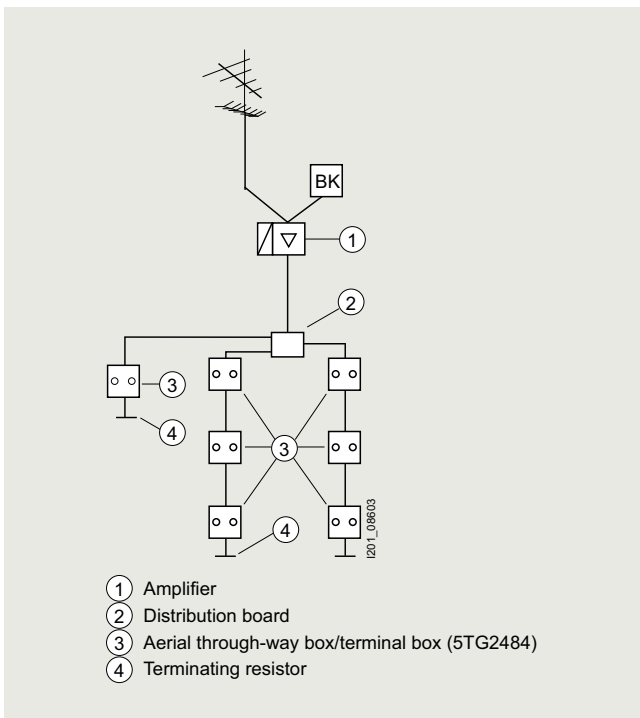 BK
1
2
3
4
3
4
I201_08603
1 Amplifier
2 Distribution board
3 Aerial through-way box/terminal box (5TG2484)
4 Terminating resistor